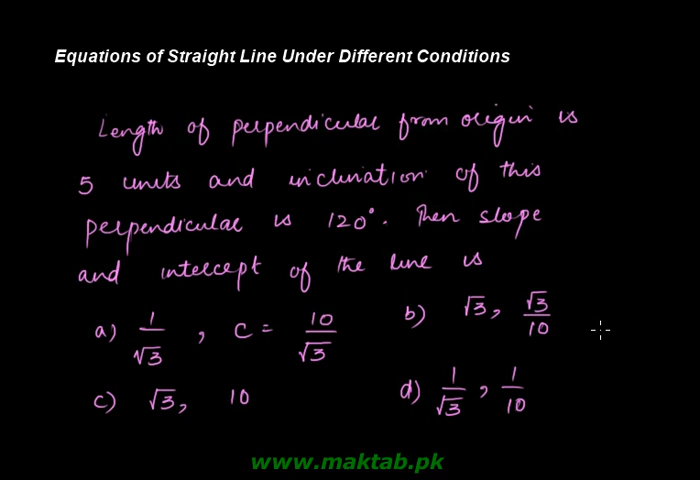 Equations of Straight Line Under Different Conditions
Length of perpendicular from origin is
5 units and inclination of this
perpendicular is 120°. Then slope
and intercept of the line is
a) 1/√3 , C = 10/√3 b) √3, √3/10
c) √3, 10 d) 1/√3 , 1/10
www.maktab.pk